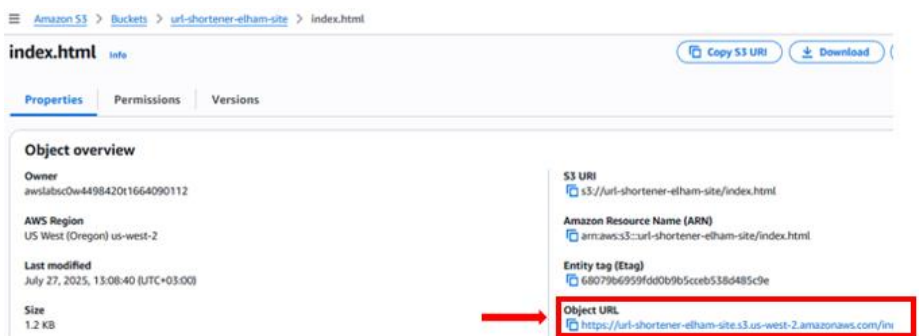 Amazon S3 > Buckets > url-shortener-elham-site > index.html
index.html Info
Copy S3 URI
Download
Properties Permissions Versions
Object overview
Owner
awslabsc0w4498420t1664090112
AWS Region
US West (Oregon) us-west-2
Last modified
July 27, 2025, 13:08:40 (UTC+03:00)
Size
1.2 KB
S3 URI
s3://url-shortener-elham-site/index.html
Amazon Resource Name (ARN)
arn:aws:s3:::url-shortener-elham-site/index.html
Entity tag (Etag)
68079b6959fdd0b9b5cceb538d485c9e
Object URL
https://url-shortener-elham-site.s3.us-west-2.amazonaws.com/in